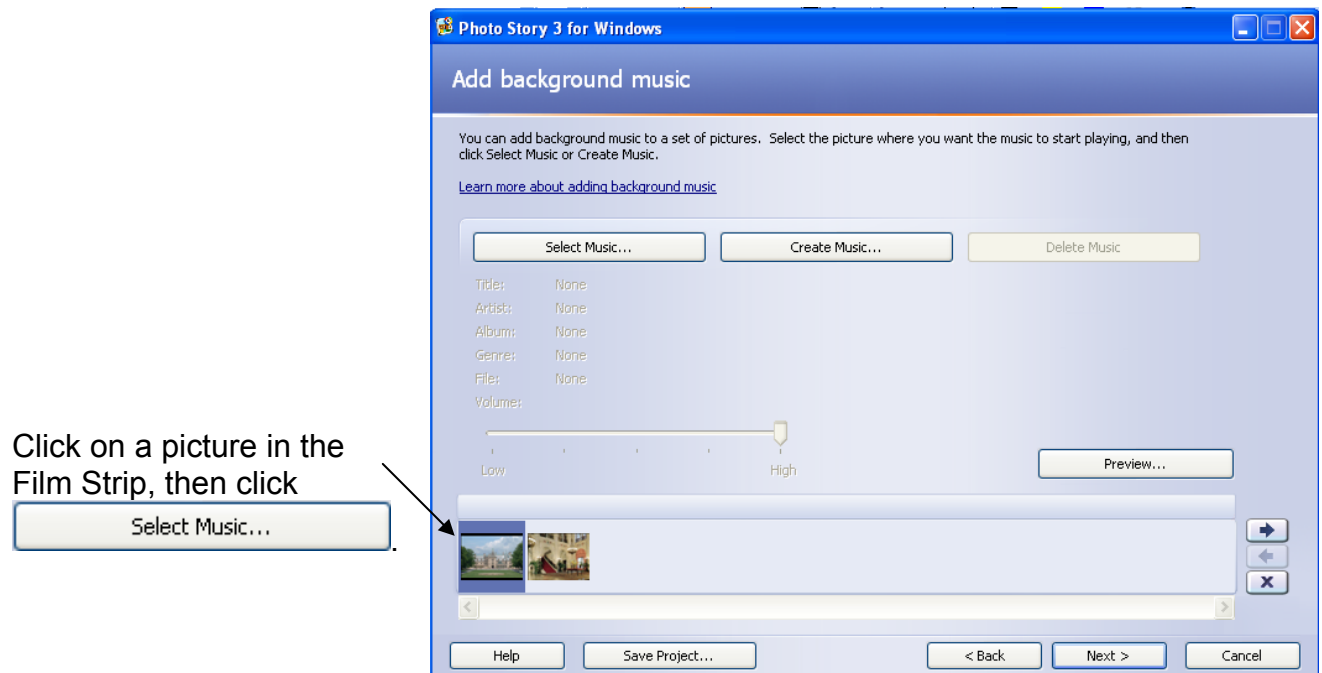 Photo Story 3 for Windows
Add background music
You can add background music to a set of pictures.  Select the picture where you want the music to start playing, and then
click Select Music or Create Music.
Learn more about adding background music
Select Music...
Create Music...
Delete Music
Title: None
Artist: None
Album: None
Genre: None
File: None
Volume:
Low High
Preview...
Click on a picture in the
Film Strip, then click
Select Music... .
Help
Save Project...
< Back
Next >
Cancel